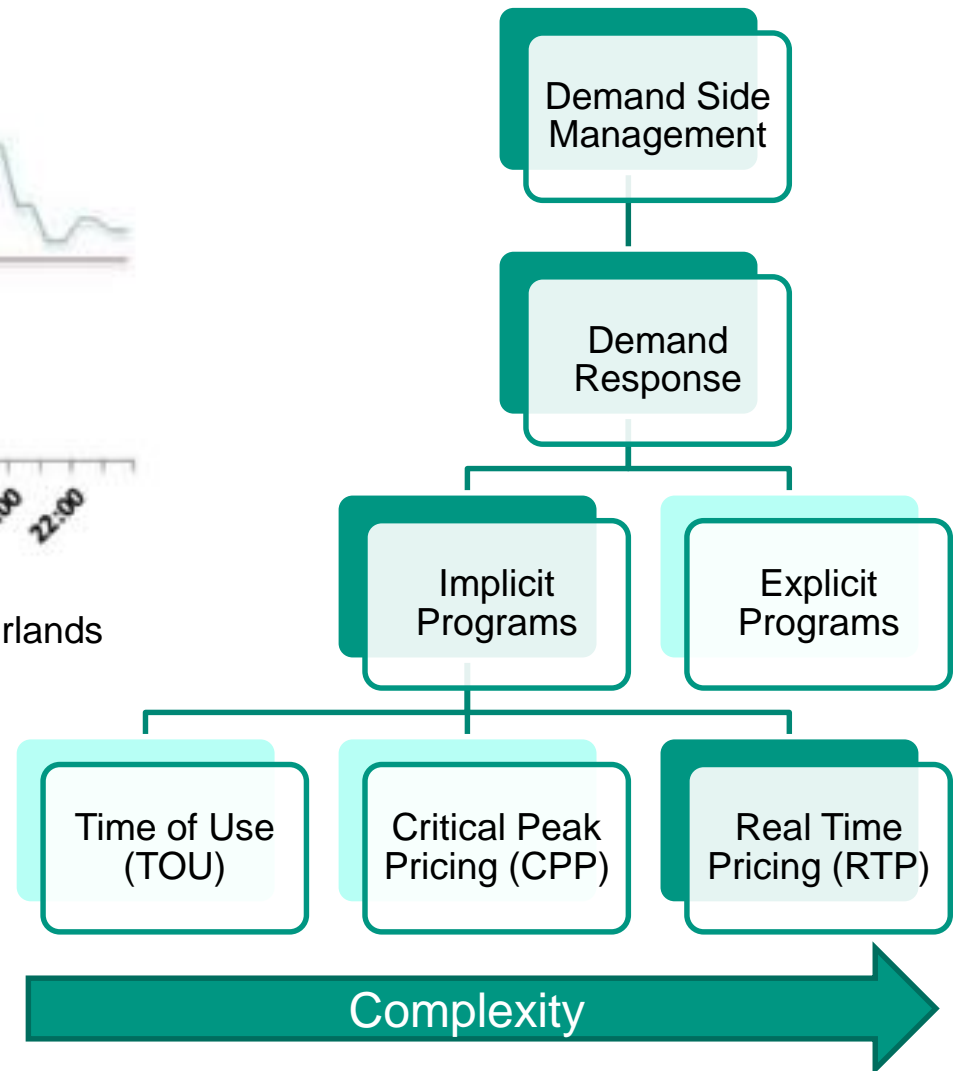 Demand Side
Management
Demand
Response
22:00
Implicit
Programs
Explicit
Programs
Time of Use
(TOU)
Critical Peak
Pricing (CPP)
Real Time
Pricing (RTP)
Complexity